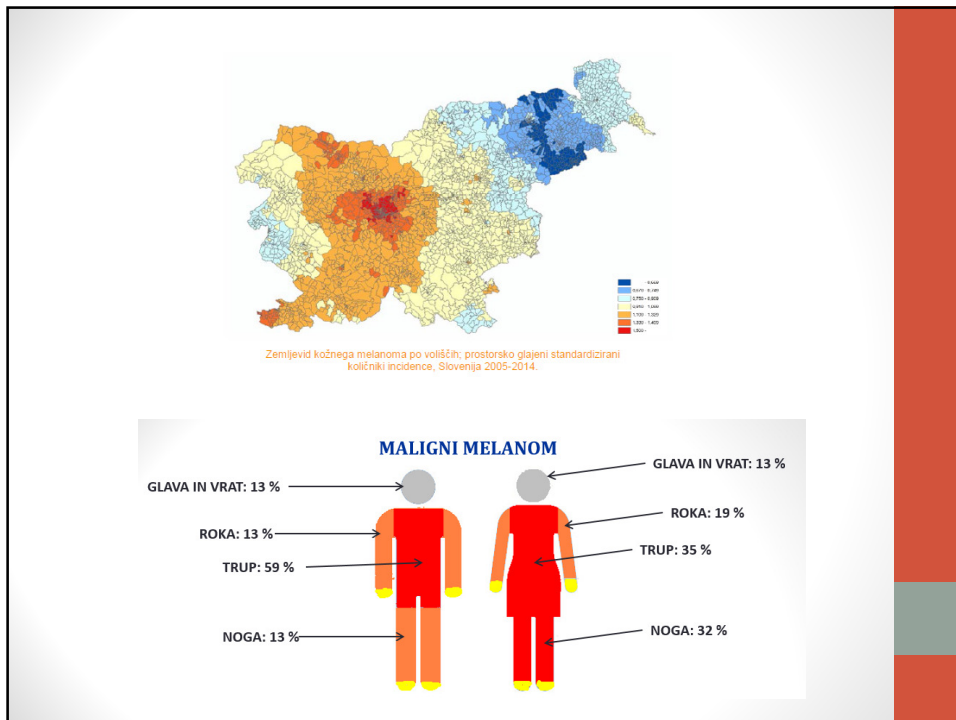 Zemljevid kožnega melanoma po voliščih; prostorsko glajeni standardizirani
količniki incidence, Slovenija 2005-2014.
MALIGNI MELANOM
GLAVA IN VRAT: 13 %
ROKA: 13 %
TRUP: 59 %
NOGA: 13 %
GLAVA IN VRAT: 13 %
ROKA: 19 %
TRUP: 35 %
NOGA: 32 %